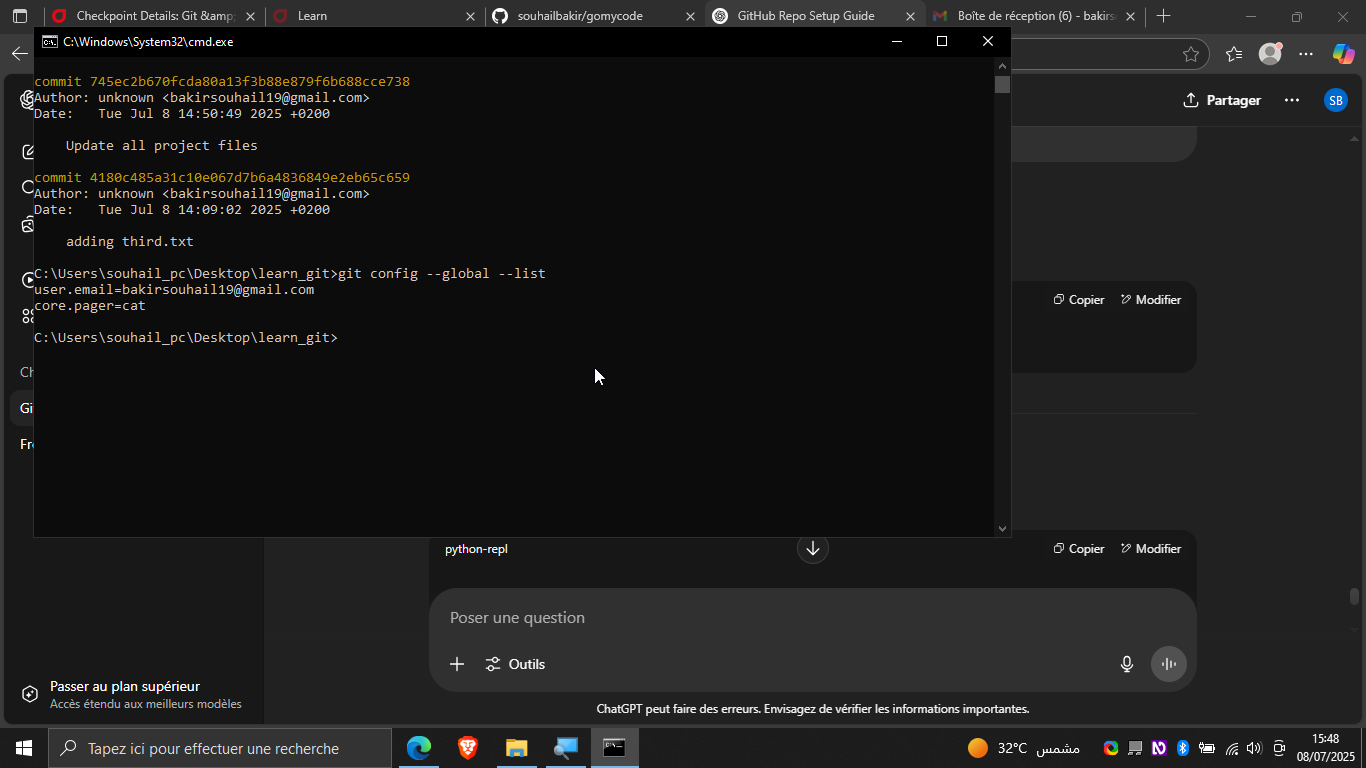 Checkpoint Details: Git &amp;
Learn
souhailbakir/gomycode
GitHub Repo Setup Guide
Boîte de réception (6) - bakirs
C:\Windows\System32\cmd.exe
commit 745ec2b670fcda80a13f3b88e879f6b688cce738
Author: unknown <bakirsouhail19@gmail.com>
Date:   Tue Jul 8 14:50:49 2025 +0200
Update all project files
commit 4180c485a31c10e067d7b6a4836849e2eb65c659
Author: unknown <bakirsouhail19@gmail.com>
Date:   Tue Jul 8 14:09:02 2025 +0200
adding third.txt
C:\Users\souhail_pc\Desktop\learn_git>git config --global --list
user.email=bakirsouhail19@gmail.com
core.pager=cat
C:\Users\souhail_pc\Desktop\learn_git>
Partager
SB
Copier Modifier
Ch
Gi
Fr
python-repl
Copier Modifier
Poser une question
Outils
Passer au plan supérieur
Accès étendu aux meilleurs modèles
ChatGPT peut faire des erreurs. Envisagez de vérifier les informations importantes.
Tapez ici pour effectuer une recherche
32°C مشمس
15:48
08/07/2025